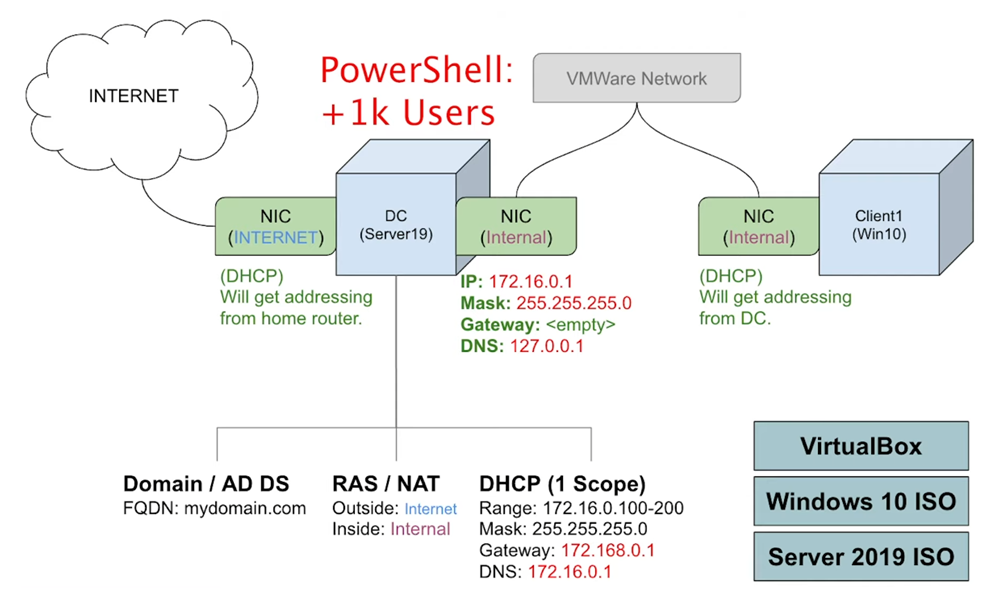 INTERNET
PowerShell:
+1k Users
VMWare Network
NIC
(INTERNET)
DC
(Server19)
NIC
(Internal)
NIC
(Internal)
Client1
(Win10)
(DHCP)
Will get addressing
from home router.
IP: 172.16.0.1
Mask: 255.255.255.0
Gateway: <empty>
DNS: 127.0.0.1
(DHCP)
Will get addressing
from DC.
Domain / AD DS
FQDN: mydomain.com
RAS / NAT
Outside: Internet
Inside: Internal
DHCP (1 Scope)
Range: 172.16.0.100-200
Mask: 255.255.255.0
Gateway: 172.168.0.1
DNS: 172.16.0.1
VirtualBox
Windows 10 ISO
Server 2019 ISO